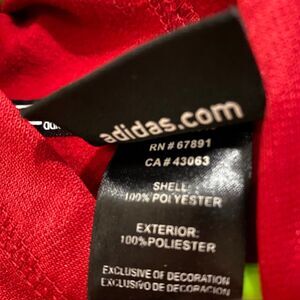 adidas.com
RN # 67891
CA # 43063
SHELL:
100% POLYESTER
EXTERIOR:
100% POLIESTER
EXCLUSIVE OF DECORATION
EXCLUSIVO DE DECORACION